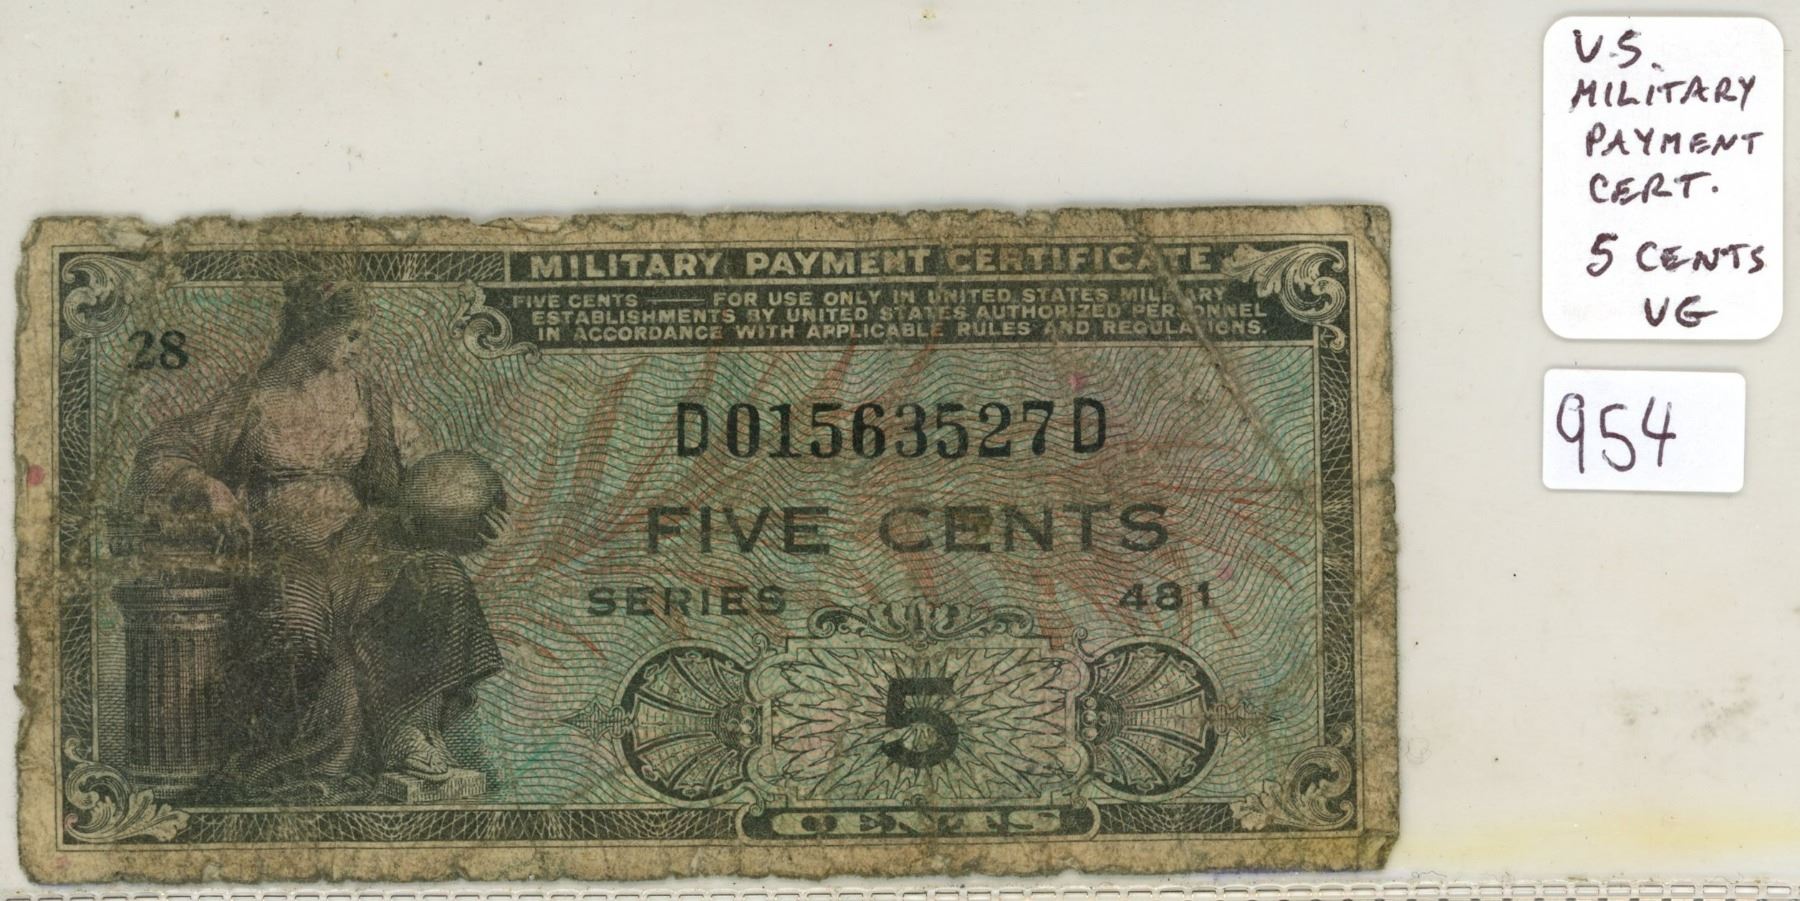 MILITARY PAYMENT CERTIFICATE
FIVE CENTS — FOR USE ONLY IN UNITED STATES MILITARY
ESTABLISHMENTS BY UNITED STATES AUTHORIZED PERSONNEL
IN ACCORDANCE WITH APPLICABLE RULES AND REGULATIONS.
28
D01563527D
FIVE CENTS
SERIES 481
5
CENTS
U.S.
MILITARY
PAYMENT
CERT.
5 CENTS
VG
954